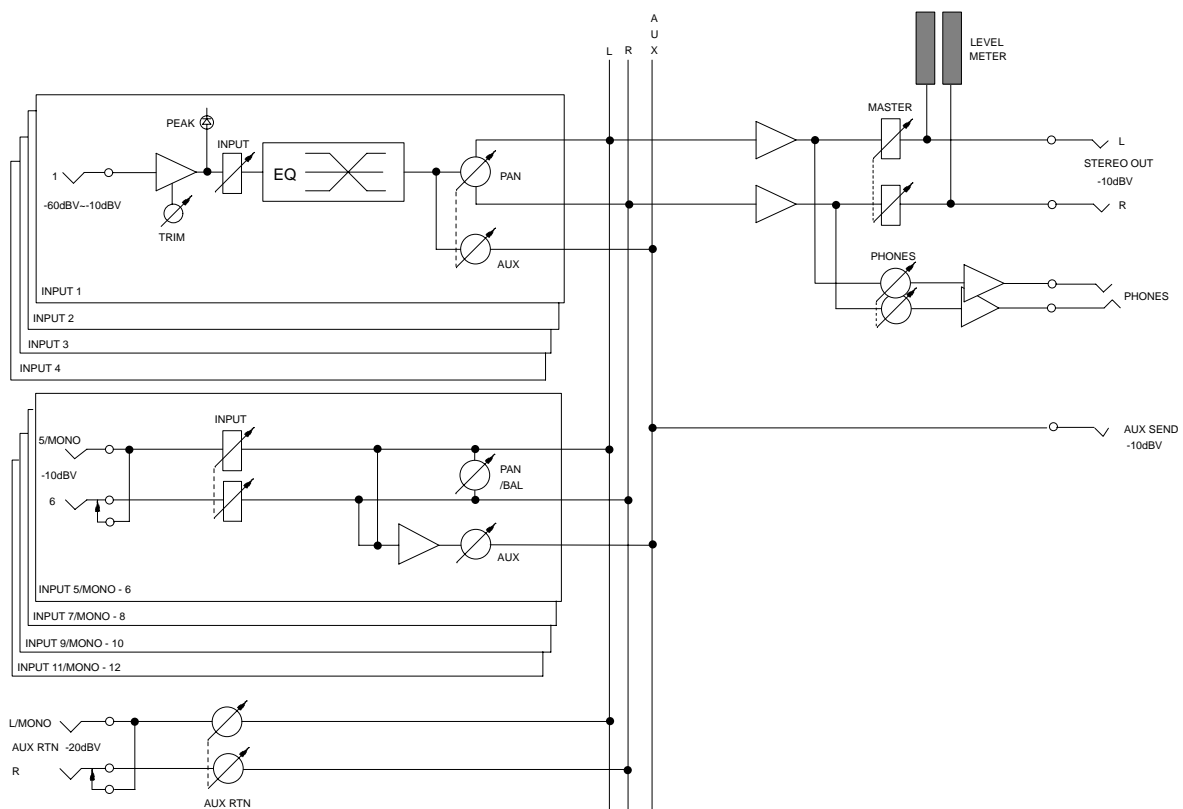 A
U
X
L
R
LEVEL
METER
PEAK
INPUT
MASTER
1
EQ
PAN
L
STEREO OUT
-10dBV
R
-60dBV~-10dBV
TRIM
AUX
PHONES
INPUT 1
PHONES
INPUT 2
INPUT 3
INPUT 4
INPUT
5/MONO
-10dBV
6
PAN
/BAL
AUX
AUX SEND
-10dBV
INPUT 5/MONO - 6
INPUT 7/MONO - 8
INPUT 9/MONO - 10
INPUT 11/MONO - 12
L/MONO
AUX RTN -20dBV
R
AUX RTN